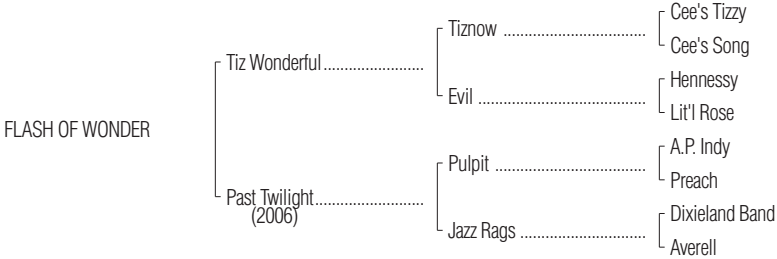 Cee's Tizzy
Tiznow ................................
Cee's Song
Tiz Wonderful.......................
Hennessy
Evil ......................................
Lit'l Rose
FLASH OF WONDER
A.P. Indy
Pulpit ..................................
Preach
Past Twilight.........................
(2006)
Dixieland Band
Jazz Rags ............................
Averell